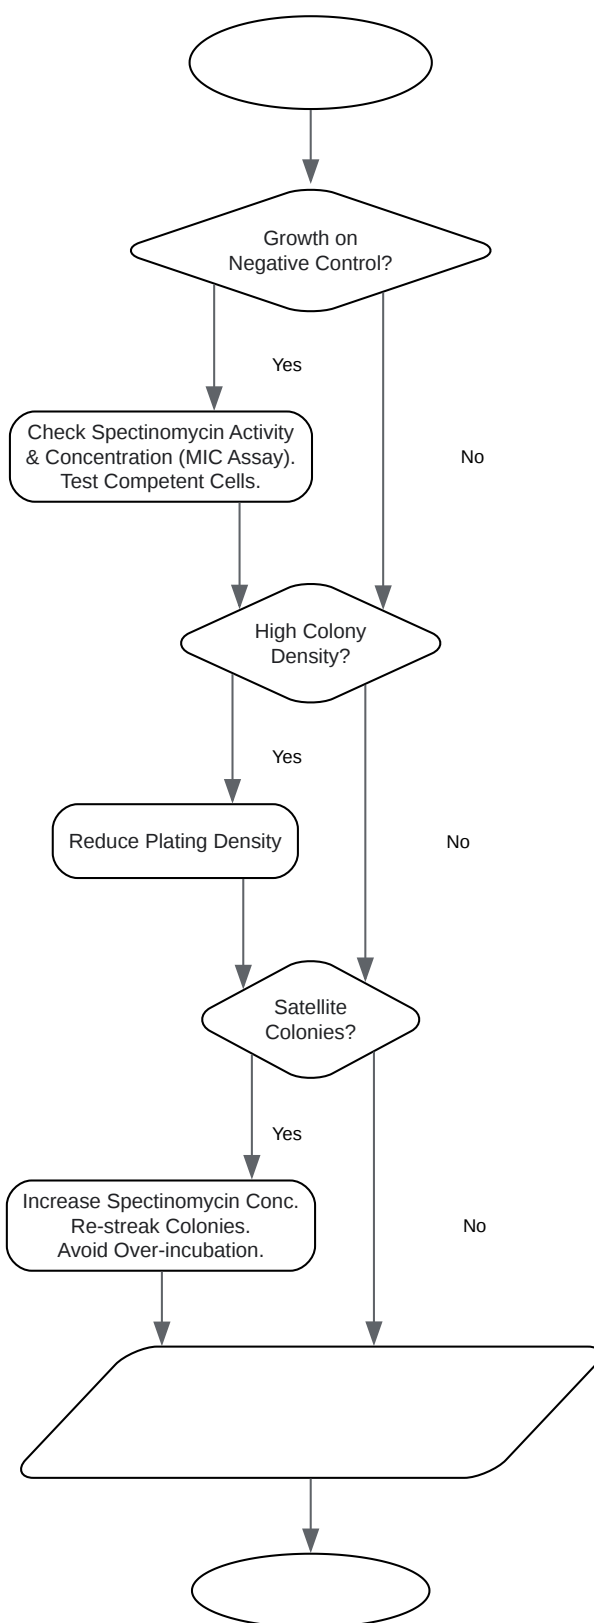 Growth on
Negative Control?
Yes
Check Spectinomycin Activity
& Concentration (MIC Assay).
Test Competent Cells.
No
High Colony
Density?
Yes
Reduce Plating Density
No
Satellite
Colonies?
Yes
Increase Spectinomycin Conc.
Re-streak Colonies.
Avoid Over-incubation.
No